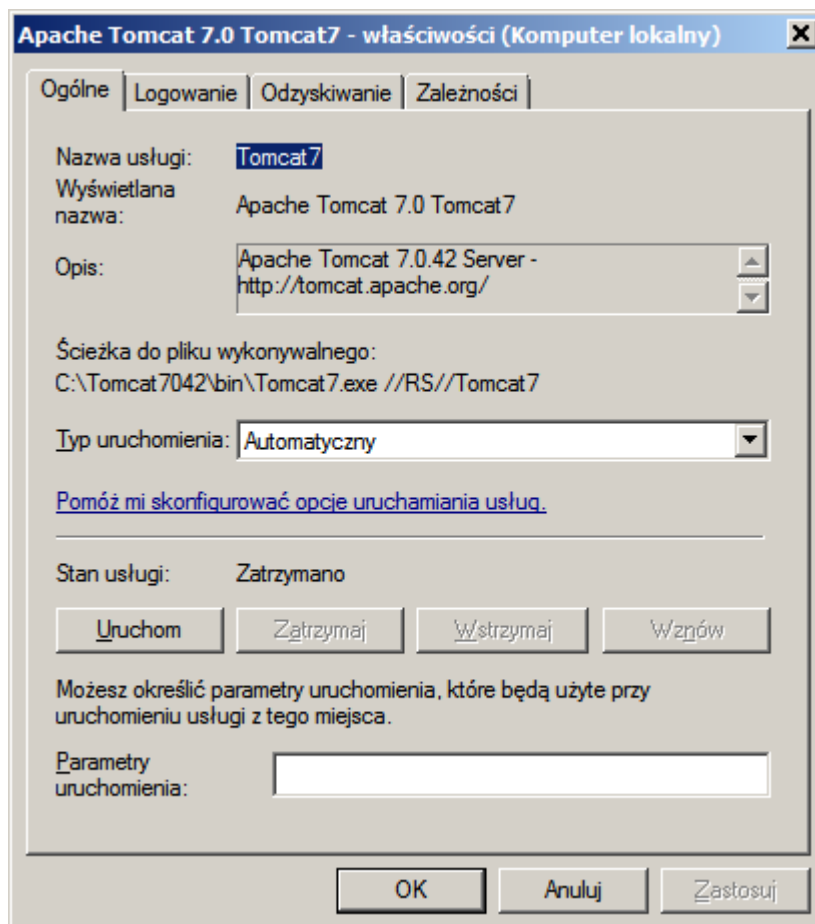 Apache Tomcat 7.0 Tomcat7 - właściwości (Komputer lokalny)
Ogólne Logowanie Odzyskiwanie Zależności
Nazwa usługi: Tomcat7
Wyświetlana
nazwa: Apache Tomcat 7.0 Tomcat7
Opis: Apache Tomcat 7.0.42 Server -
http://tomcat.apache.org/
Ścieżka do pliku wykonywalnego:
C:\Tomcat7042\bin\Tomcat7.exe //RS//Tomcat7
Typ uruchomienia: Automatyczny
Pomóż mi skonfigurować opcje uruchamiania usług.
Stan usługi: Zatrzymano
Uruchom Zatrzymaj Wstrzymaj Wznów
Możesz określić parametry uruchomienia, które będą użyte przy
uruchomieniu usługi z tego miejsca.
Parametry
uruchomienia:
OK Anuluj Zastosuj